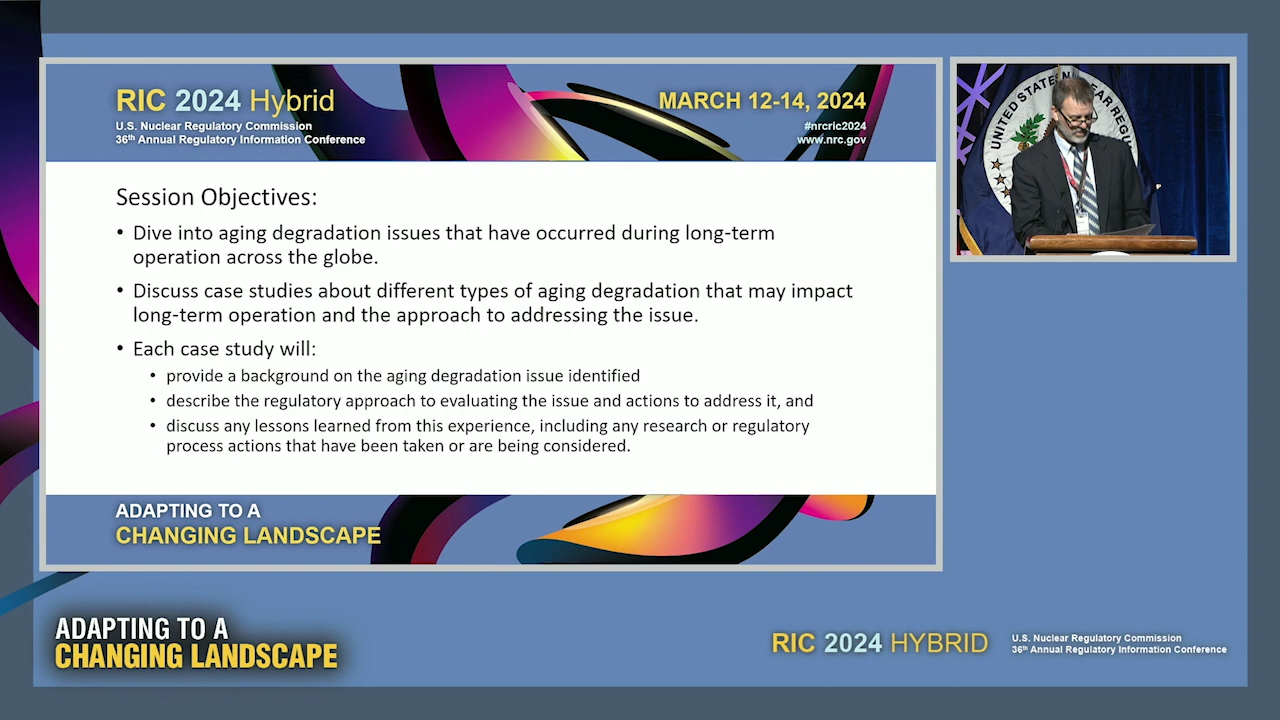 RIC 2024 Hybrid
U.S. Nuclear Regulatory Commission
36th Annual Regulatory Information Conference
MARCH 12-14, 2024
#nrcric2024
www.nrc.gov
Session Objectives:
• Dive into aging degradation issues that have occurred during long-term
operation across the globe.
• Discuss case studies about different types of aging degradation that may impact
long-term operation and the approach to addressing the issue.
• Each case study will:
• provide a background on the aging degradation issue identified
• describe the regulatory approach to evaluating the issue and actions to address it, and
• discuss any lessons learned from this experience, including any research or regulatory
process actions that have been taken or are being considered.
ADAPTING TO A
CHANGING LANDSCAPE
UNITED STATES
ADAPTING TO A
CHANGING LANDSCAPE
RIC 2024 HYBRID
U.S. Nuclear Regulatory Commission
36th Annual Regulatory Information Conference